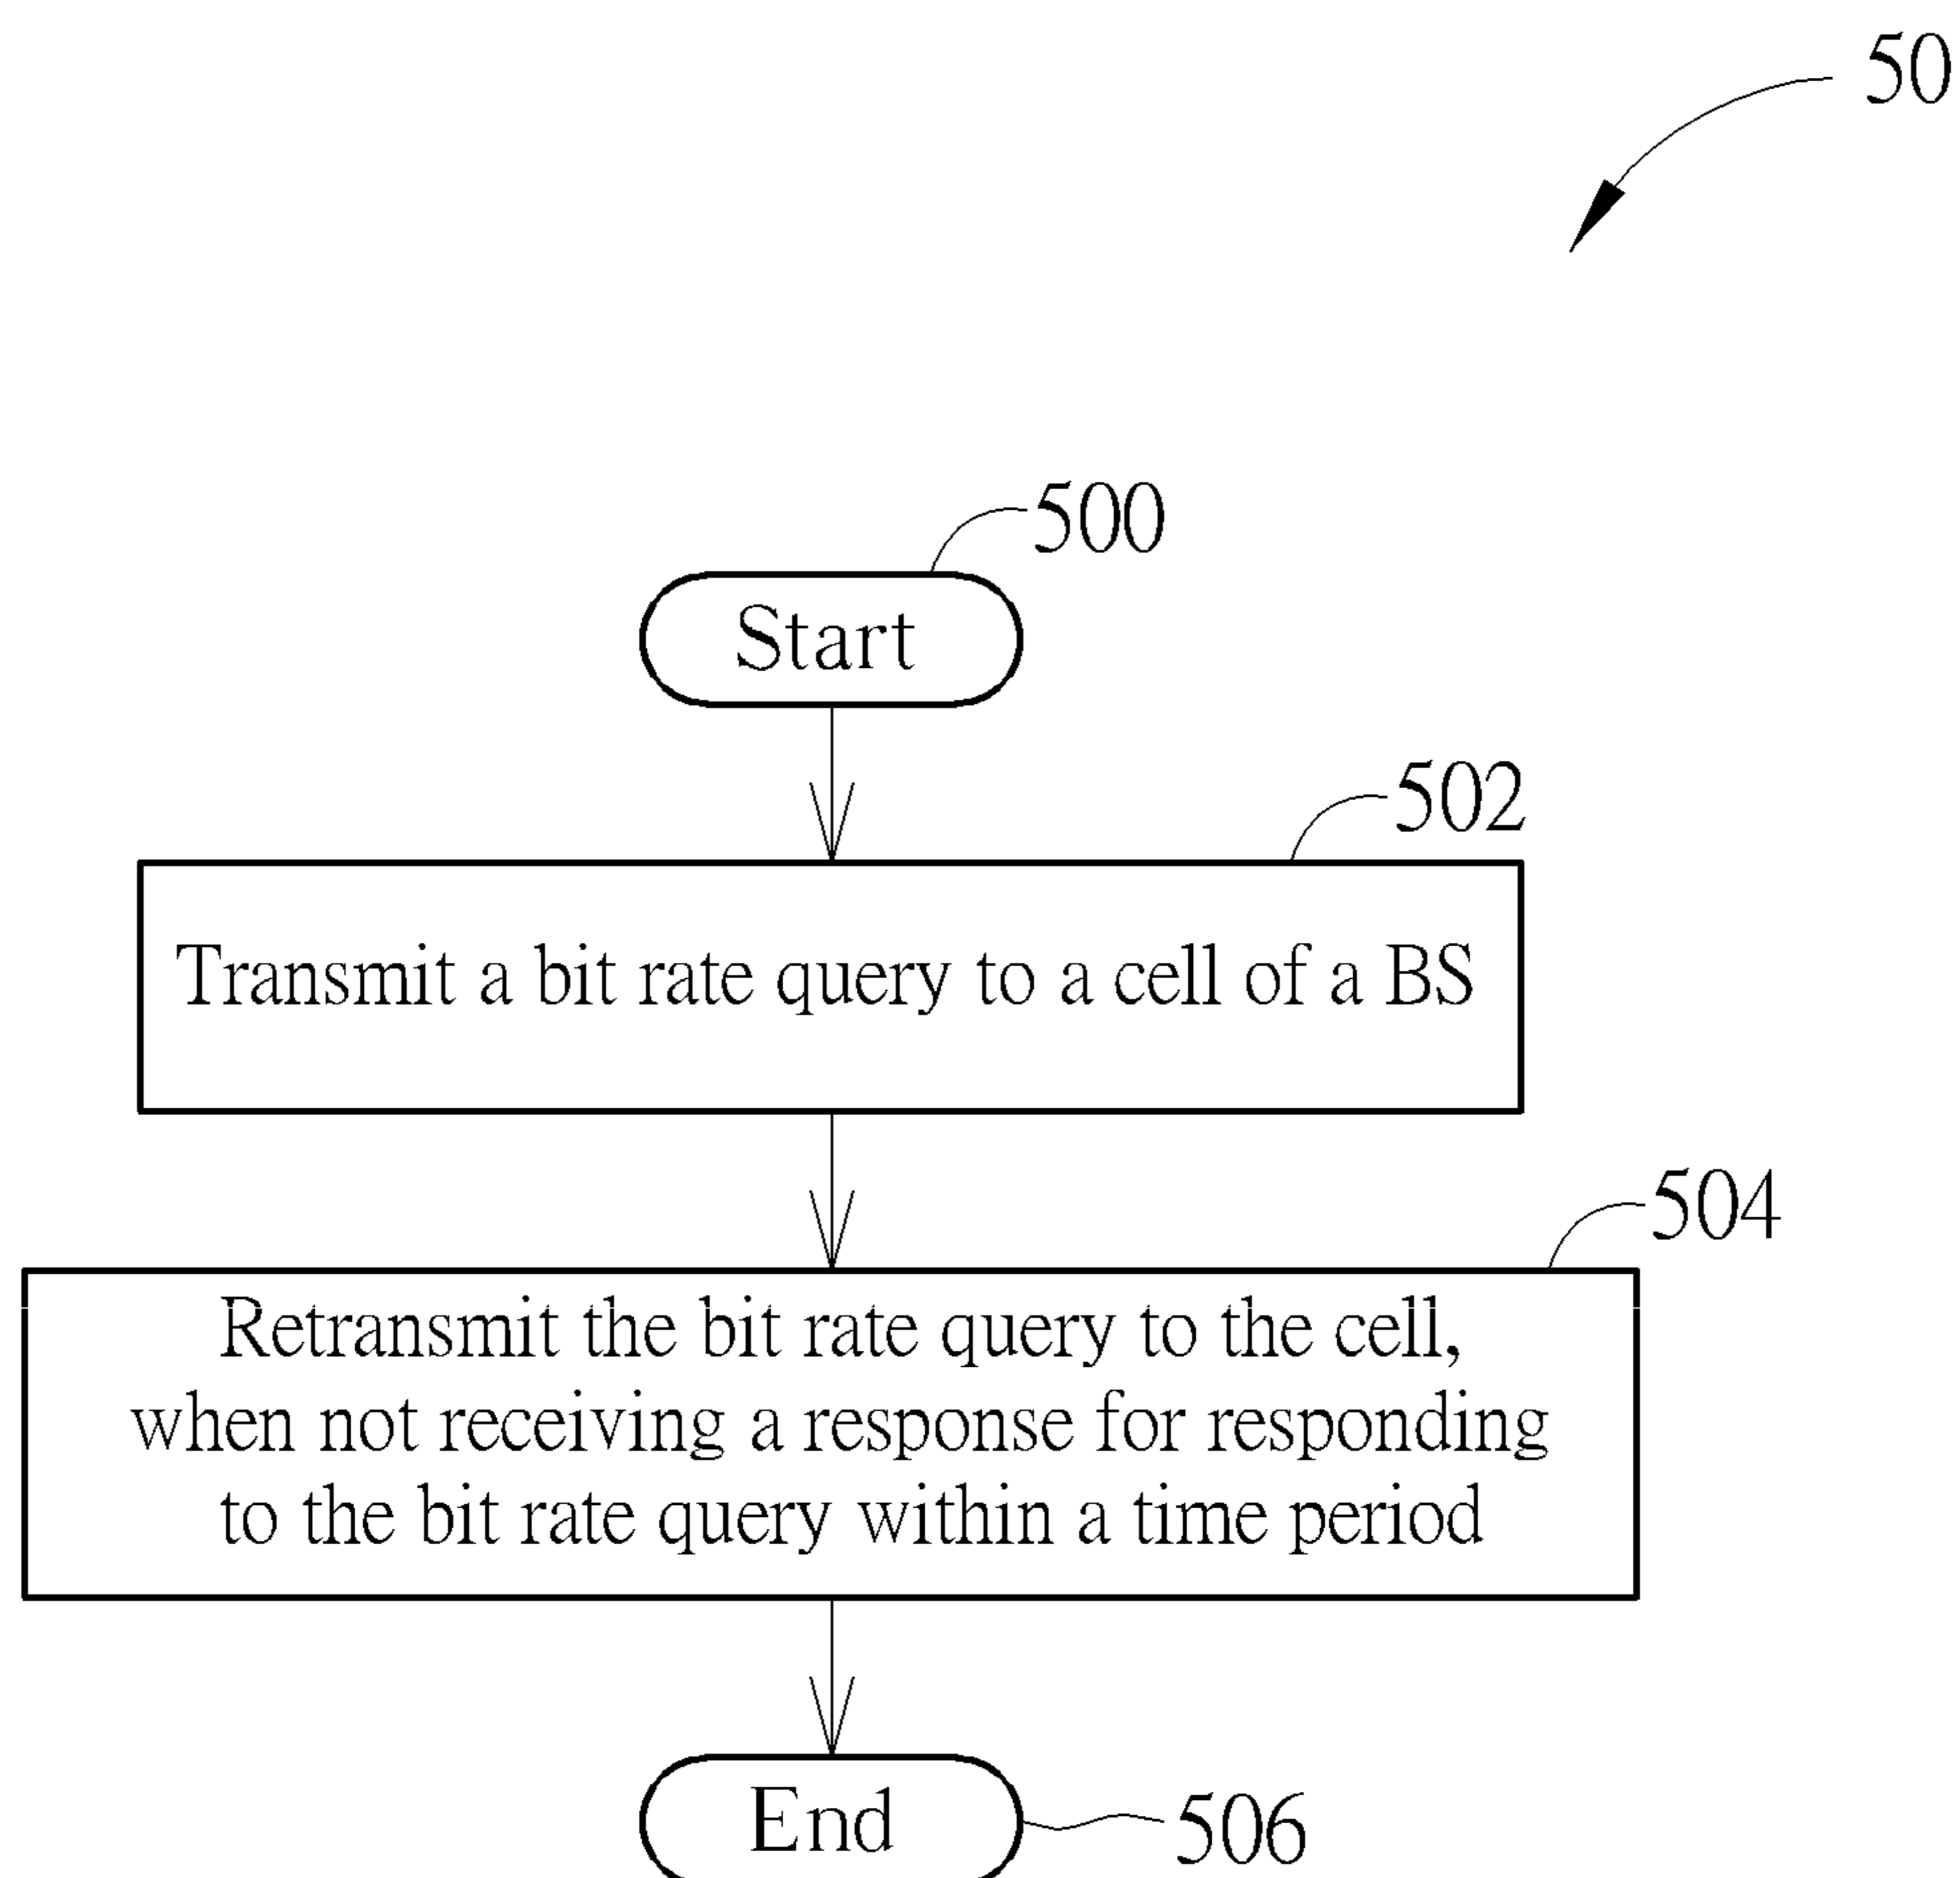 50
500
Start
502
Transmit a bit rate query to a cell of a BS
504
Retransmit the bit rate query to the cell,
when not receiving a response for responding
to the bit rate query within a time period
End
506